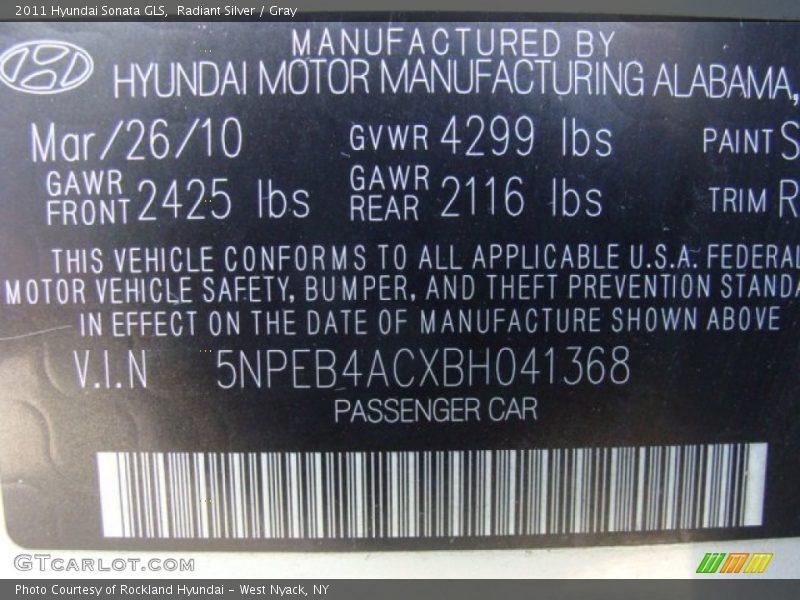 2011 Hyundai Sonata GLS, Radiant Silver / Gray
MANUFACTURED BY
HYUNDAI MOTOR MANUFACTURING ALABAMA,
Mar/26/10 GVWR 4299 lbs PAINT S
GAWR FRONT 2425 lbs GAWR REAR 2116 lbs TRIM R
THIS VEHICLE CONFORMS TO ALL APPLICABLE U.S.A. FEDERAL
MOTOR VEHICLE SAFETY, BUMPER, AND THEFT PREVENTION STANDA
IN EFFECT ON THE DATE OF MANUFACTURE SHOWN ABOVE
V.I.N 5NPEB4ACXBH041368
PASSENGER CAR
GTCARLOT.COM
Photo Courtesy of Rockland Hyundai - West Nyack, NY